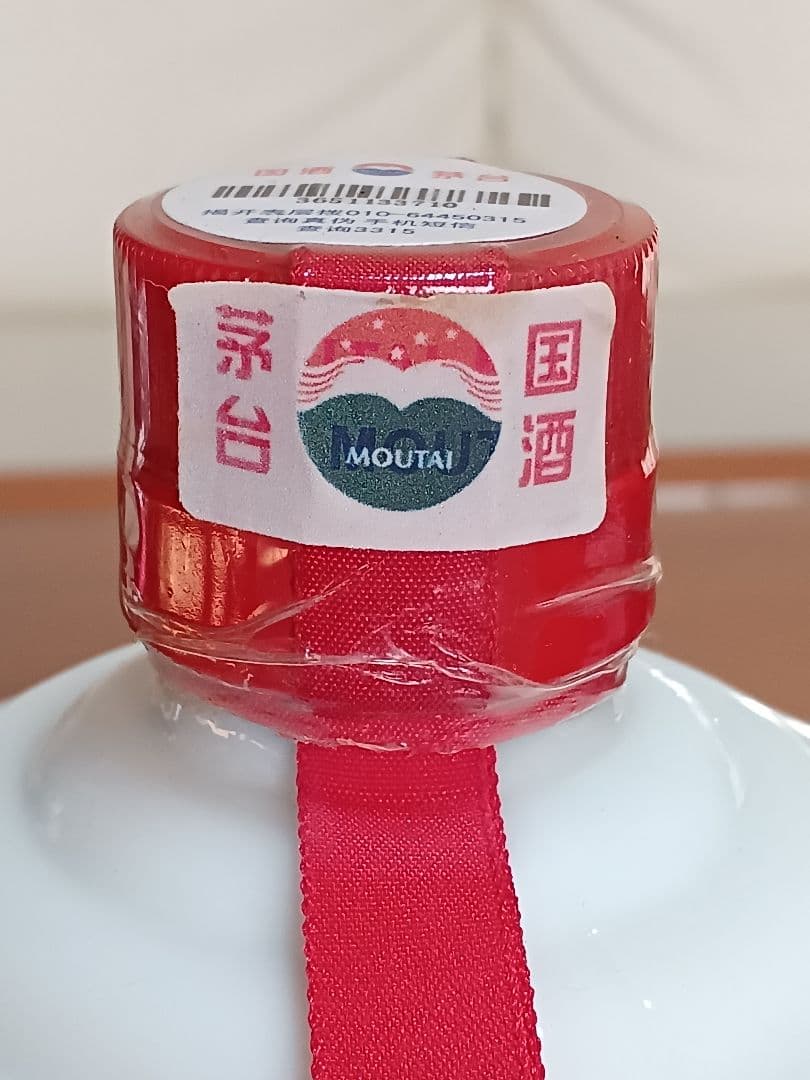 国酒 茅台
3651133710
揭开表层拨010-64450315
查询真伪 手机短信
查询3315
国酒
茅台
MOUTAI
MOUT